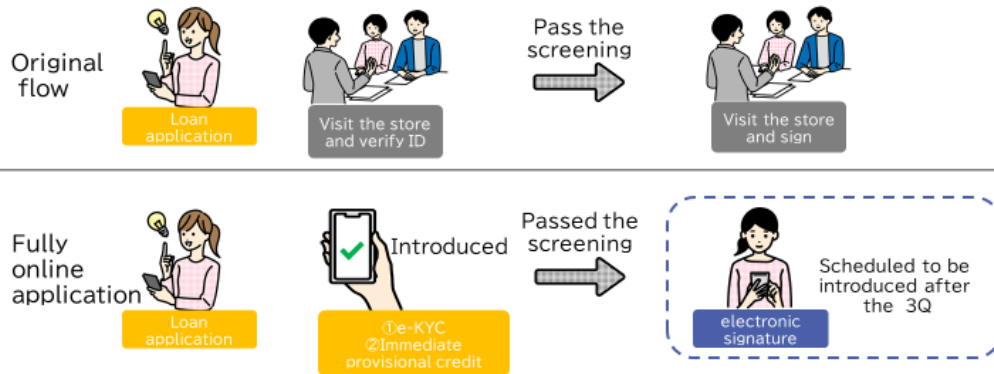 Original
flow
Loan
application
Visit the store
and verify ID
Pass the
screening
Visit the store
and sign
Fully
online
application
Loan
application
Introduced
①e-KYC
②Immediate
provisional credit
Passed the
screening
electronic
signature
Scheduled to be
introduced after
the 3Q